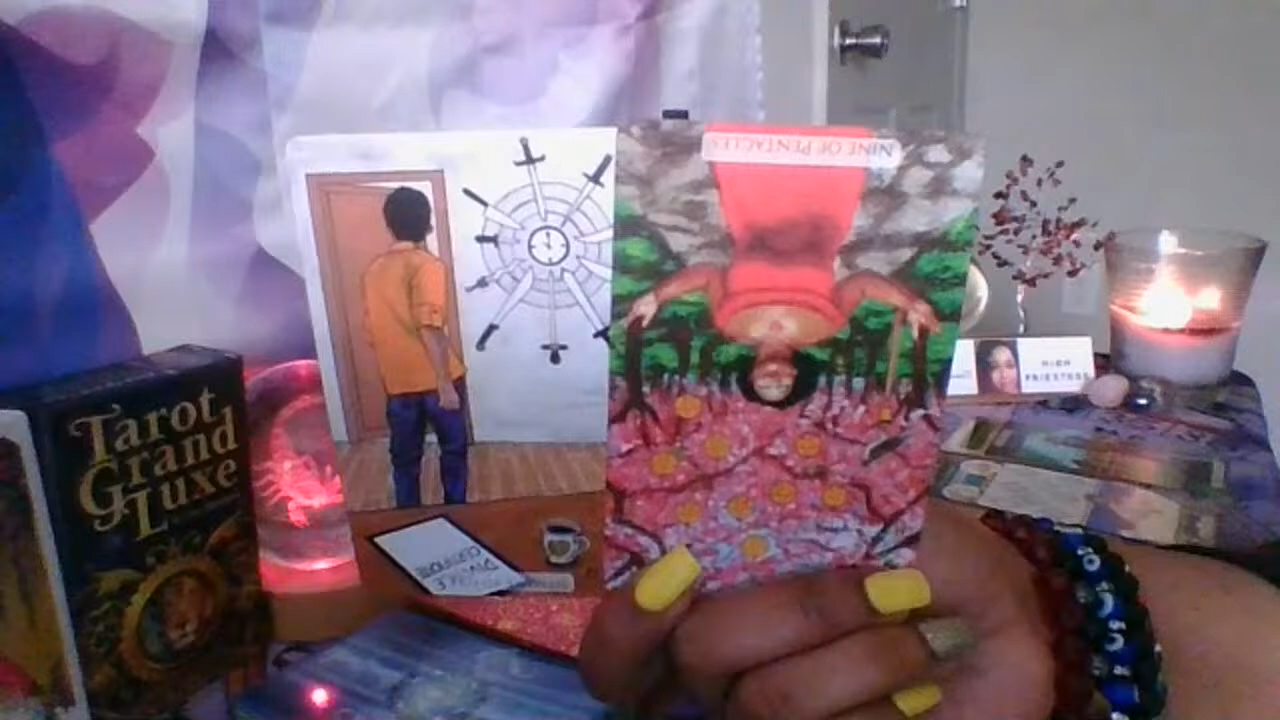 NINE OF PENTACLES
Tarot
Grand
Luxe
HIGH
PRIESTESS